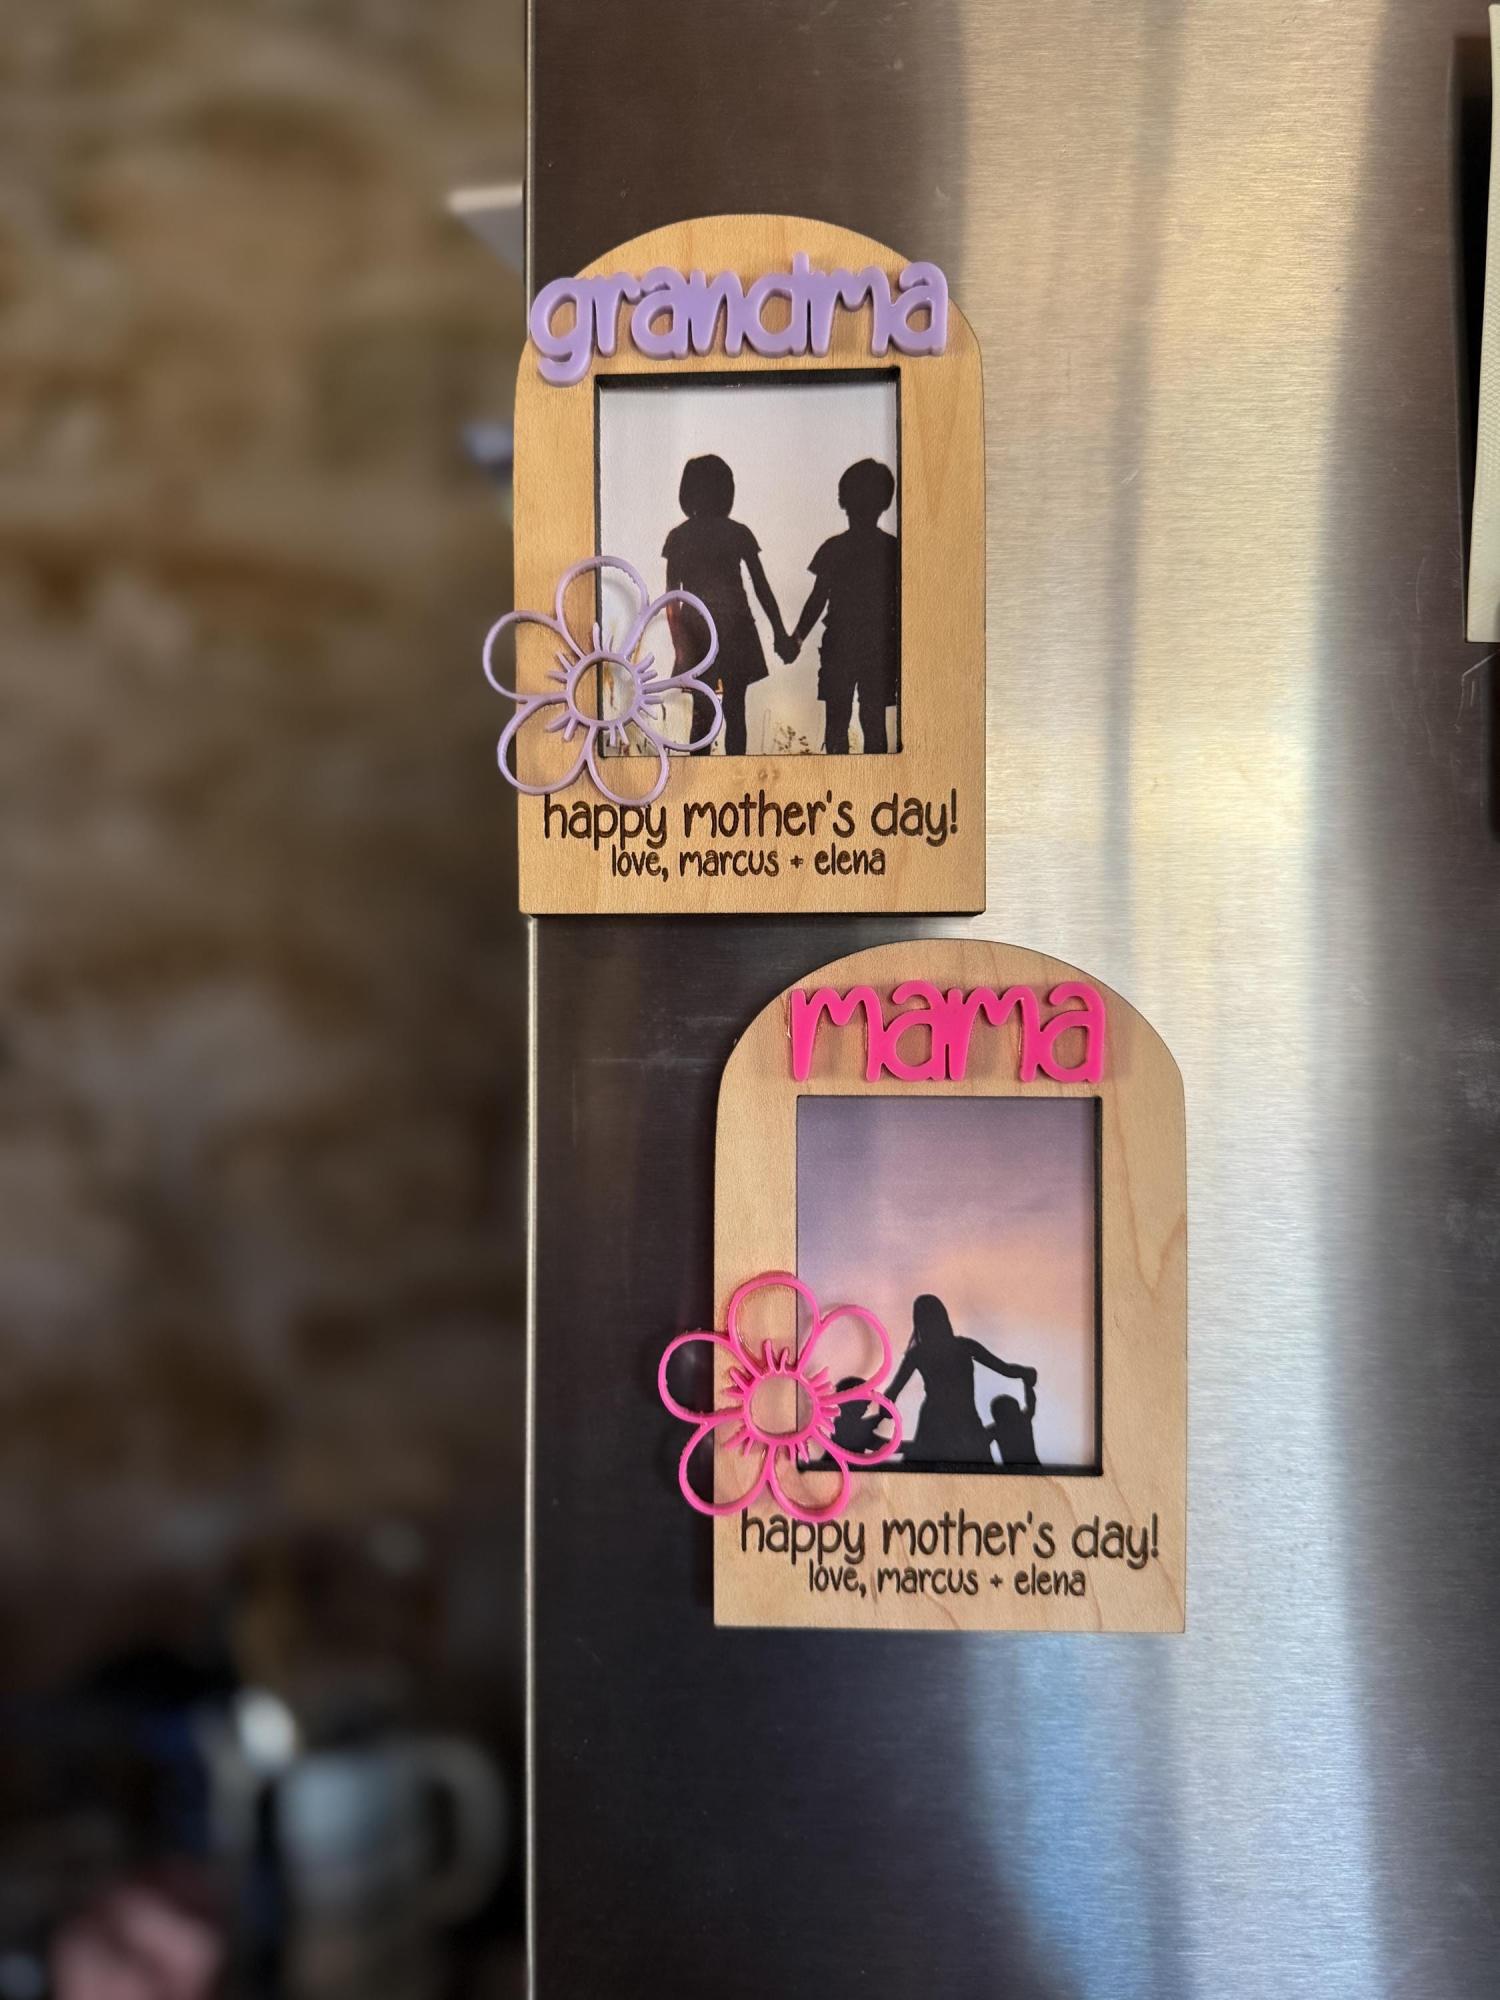 grandma
happy mother's day!
love, marcus + elena
mama
happy mother's day!
love, marcus + elena